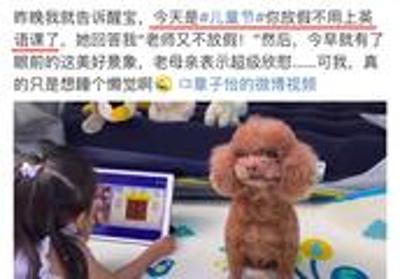 昨晚我就告诉醒宝，今天是#儿童节#你放假不用上英
语课了。她回答我“老师又不放假！”然后，今早就有了
眼前的这美好景象，老母亲表示超级欣慰……可我，真
的只是想睡个懒觉啊 章子怡的微博视频